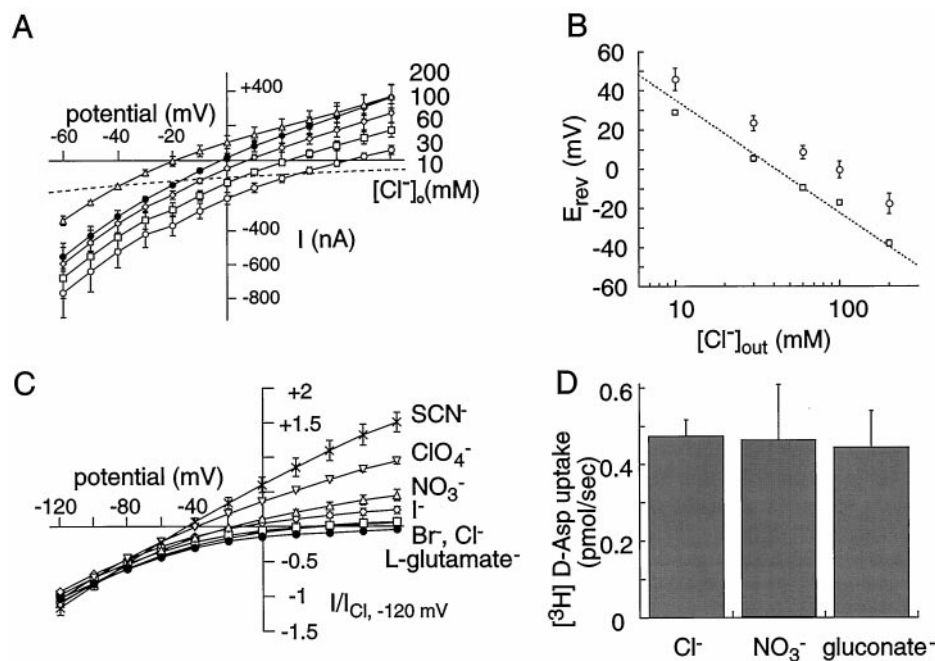 A
potential (mV)
-60
-40
-20
+400
-400
-600
-800
I (nA)
200
100
60
30
10
[Cl⁻]ₒ(mM)
B
60
40
20
0
-20
-40
60
E_rev (mV)
10
100
[Cl⁻]out (mM)
C
potential (mV)
-120
-80
-40
+2
+1.5
-0.5
-1
-1.5
SCN⁻
ClO₄⁻
NO₃⁻
I⁻
Br⁻, Cl⁻
L-glutamate⁻
I/I_Cl, -120 mV
D
[³H] D-Asp uptake
(pmol/sec)
0.6
0.4
0.2
0
Cl⁻
NO₃⁻
gluconate⁻